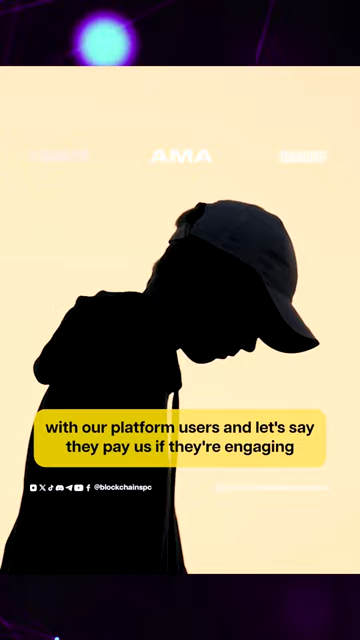 AMA
with our platform users and let's say
they pay us if they're engaging
@blockchainspc